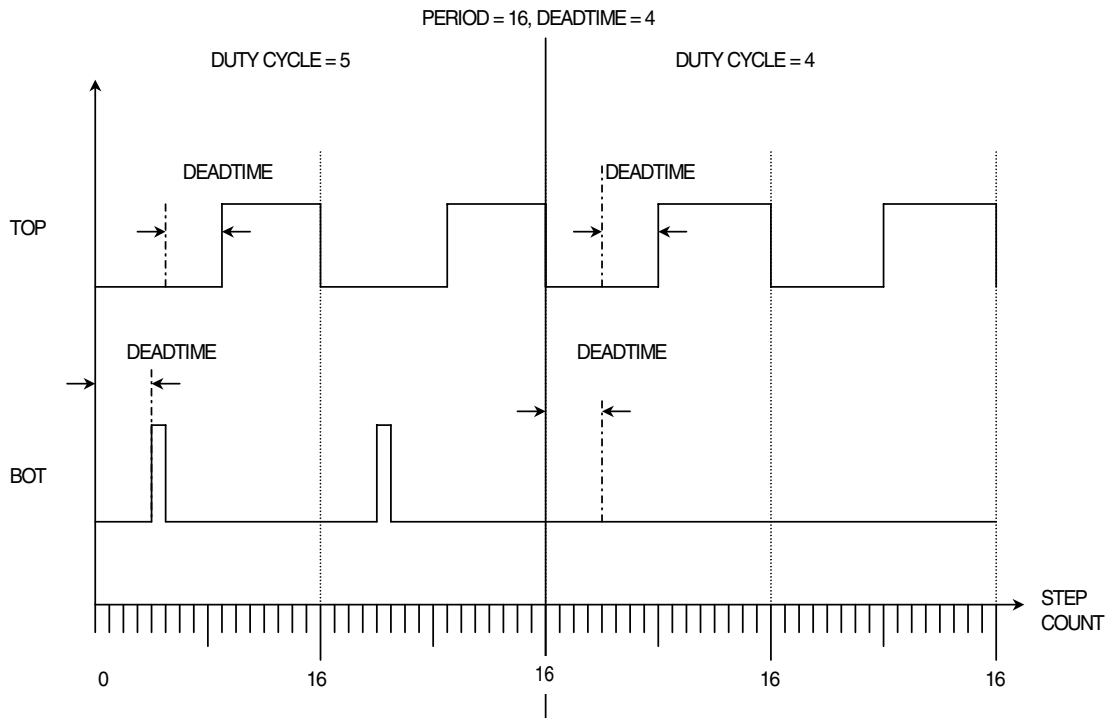 PERIOD = 16, DEADTIME = 4
DUTY CYCLE = 5
DUTY CYCLE = 4
DEADTIME
DEADTIME
TOP
DEADTIME
DEADTIME
BOT
STEP
COUNT
0
16
16
16
16